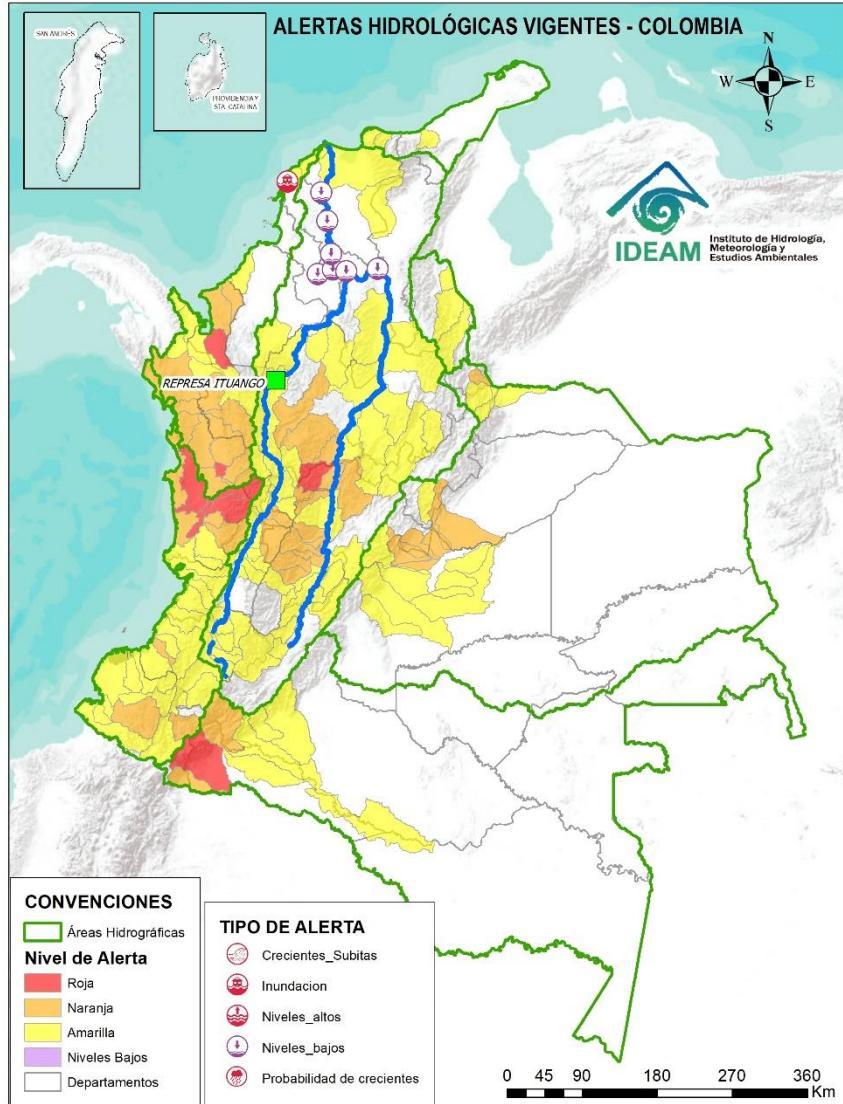 ALERTAS HIDROLÓGICAS VIGENTES - COLOMBIA
SAN ANDRÉS
PROVIDENCIA Y
STA. CATALINA
N
W
E
S
IDEAM
Instituto de Hidrología,
Meteorología y
Estudios Ambientales
REPRESA ITUANGO
CONVENCIONES
Áreas Hidrográficas
Nivel de Alerta
Roja
Naranja
Amarilla
Niveles Bajos
Departamentos
TIPO DE ALERTA
Crecientes_Subitas
Inundacion
Niveles_altos
Niveles_bajos
Probabilidad de crecientes
0 45 90 180 270 360
Km